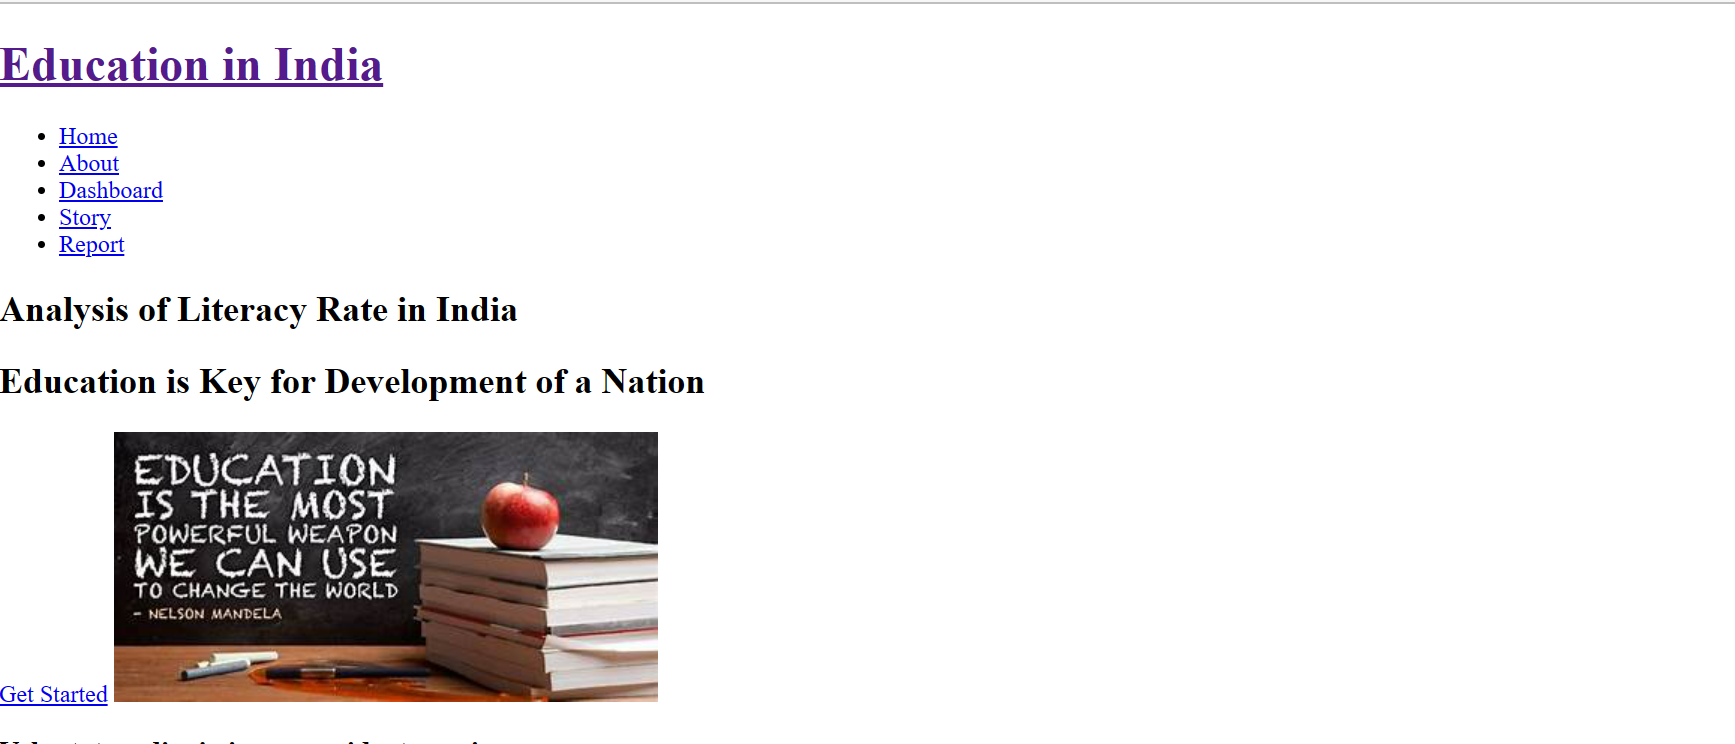 Education in India
Home
About
Dashboard
Story
Report
Analysis of Literacy Rate in India
Education is Key for Development of a Nation
EDUCATION
IS THE MOST
POWERFUL WEAPON
WE CAN USE
TO CHANGE THE WORLD
- NELSON MANDELA
Get Started